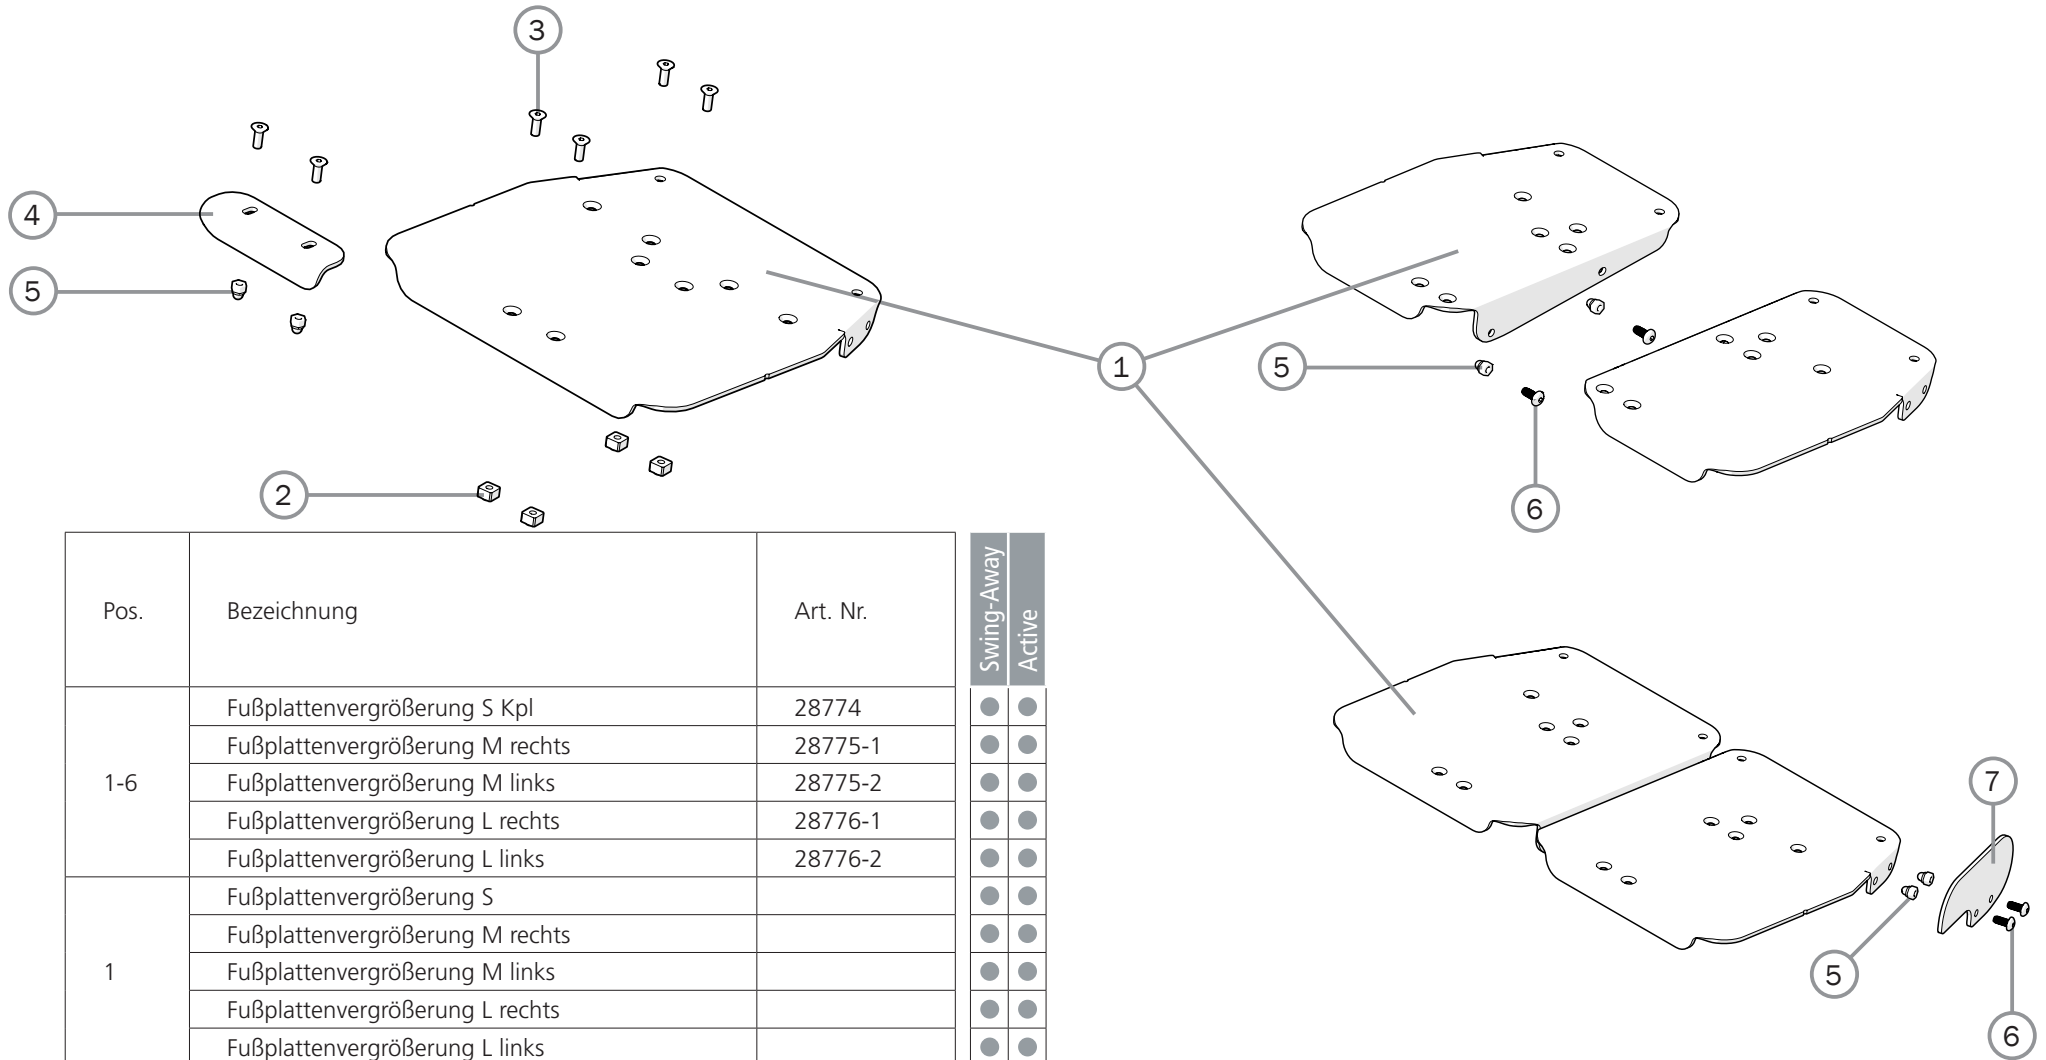 3
4
5
1
5
2
6
Pos. Bezeichnung Art. Nr. Swing-Away Active
1-6
Fußplattenvergrößerung S Kpl 28774
Fußplattenvergrößerung M rechts 28775-1
Fußplattenvergrößerung M links 28775-2
Fußplattenvergrößerung L rechts 28776-1
Fußplattenvergrößerung L links 28776-2
1
Fußplattenvergrößerung S
Fußplattenvergrößerung M rechts
Fußplattenvergrößerung M links
Fußplattenvergrößerung L rechts
Fußplattenvergrößerung L links
7
5
6